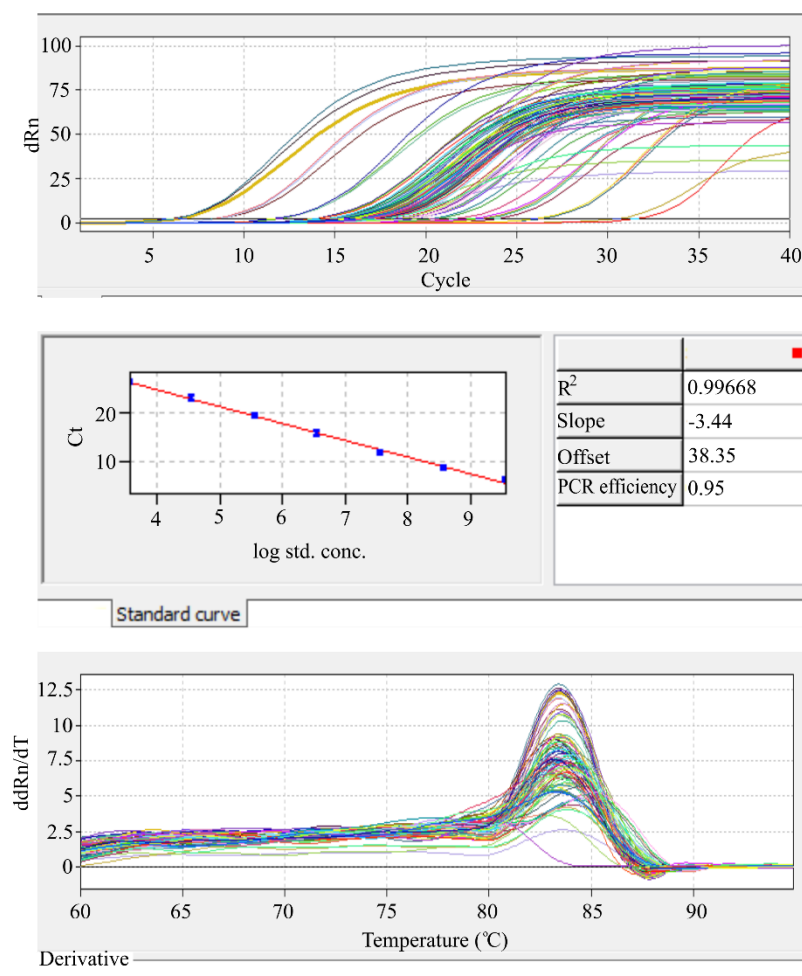 100
75
dRn
50
25
0
5 10 15 20 25 30 35 40
Cycle
20
Ct
10
4 5 6 7 8 9
log std. conc.
R²
0.99668
Slope
-3.44
Offset
38.35
PCR efficiency
0.95
Standard curve
12.5
10
ddRn/dT
7.5
5
2.5
0
60 65 70 75 80 85 90
Temperature (℃)
Derivative